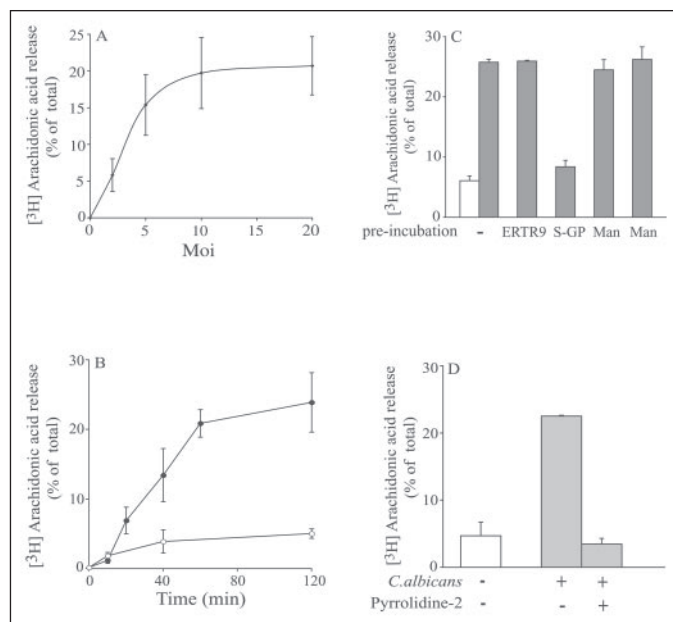 A
[³H] Arachidonic acid release
(% of total)
25
20
15
10
5
0
0 5 10 15 20
Moi
B
[³H] Arachidonic acid release
(% of total)
30
20
10
0
0 40 80 120
Time (min)
C
[³H] Arachidonic acid release
(% of total)
30
20
10
0
pre-incubation - ERTR9 S-GP Man Man
D
[³H] Arachidonic acid release
(% of total)
30
20
10
0
C.albicans - + +
Pyrrolidine-2 - - +